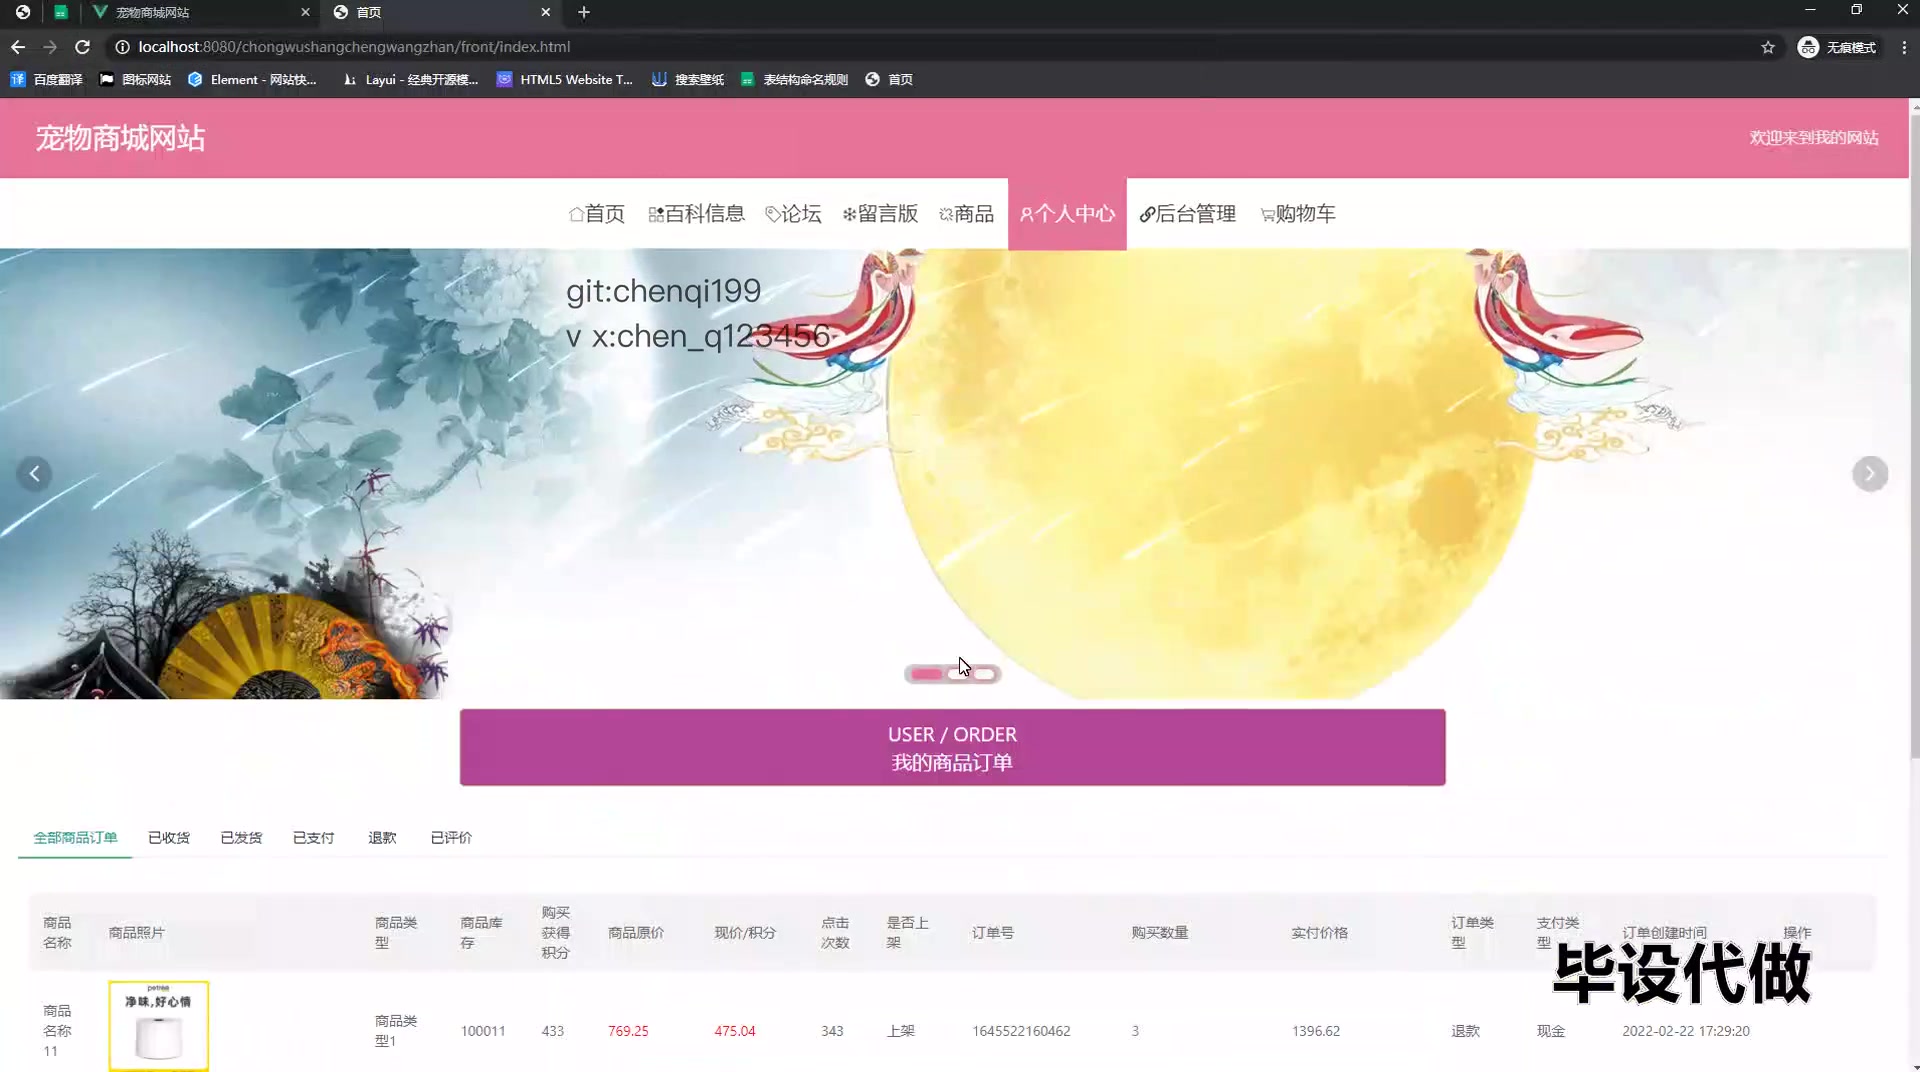 宠物商城网站
首页
localhost:8080/chongwushangchengwangzhan/front/index.html
无痕模式
百度翻译
图标网站
Element - 网站快...
Layui - 经典开源模...
HTML5 Website T...
搜索壁纸
表结构命名规则
首页
宠物商城网站
欢迎来到我的网站
首页
百科信息
论坛
留言版
商品
个人中心
后台管理
购物车
git:chenqi199
v x:chen_q123456
USER / ORDER
我的商品订单
全部商品订单
已收货
已发货
已支付
退款
已评价
商品名称
商品照片
商品类型
商品库存
购买获得积分
商品原价
现价/积分
点击次数
是否上架
订单号
购买数量
实付价格
订单类型
支付类型
订单创建时间
操作
毕设代做
商品名称11
petree
净味,好心情
商品类型1
100011
433
769.25
475.04
343
上架
1645522160462
3
1396.62
退款
现金
2022-02-22 17:29:20